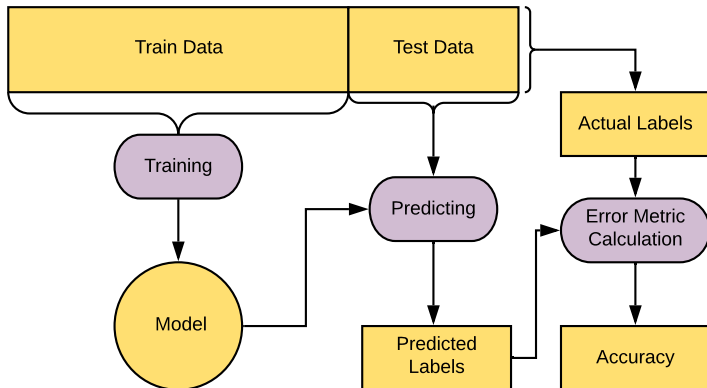 Train Data
Test Data
Actual Labels
Training
Predicting
Error Metric
Calculation
Model
Predicted
Labels
Accuracy